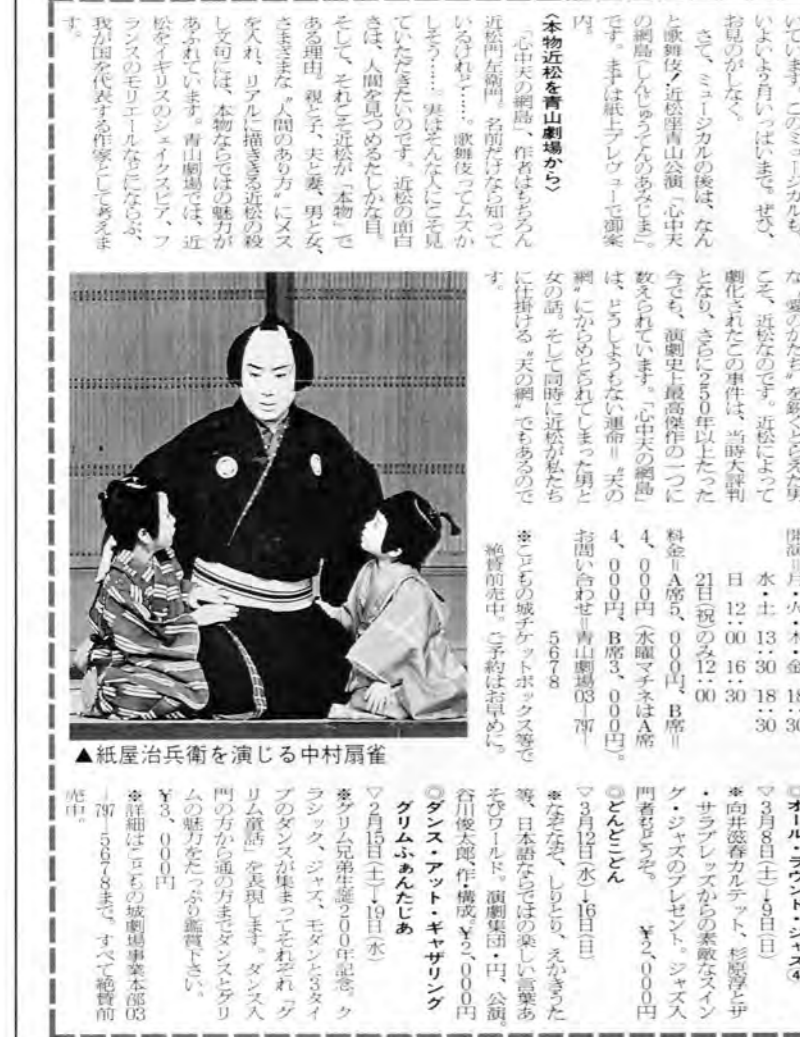 いています。このミュージカルも、
いよいよ2月いっぱいまで。ぜひ、
お見のがしなく。
さて、ミュージカルの後は、なん
と歌舞伎!近松座青山公演「心中天
の網島(しんじゅうてんのあみじま)」
です。まずは紙上プレヴューで御案
内。
〈本物近松を青山劇場から〉
「心中天の網島」、作者はもちろん
近松門左衛門。名前だけなら知って
いるけれど……。歌舞伎ってムズか
しそう……。実はそんな人にこそ見
ていただきたいのです。近松の面白
さは、人間を見つめるたしかな目。
そして、それこそ近松が「本物」で
ある理由。親と子、夫と妻、男と女、
さまざまな〝人間のあり方〟にメス
を入れ、リアルに描ききる近松の殺
し文句には、本物ならではの魅力が
あふれています。青山劇場では、近
松をイギリスのシェイクスピア、フ
ランスのモリエールなどにならぶ、
我が国を代表する作家として考えま
す。
な〝愛のかたち〟を鋭くとらえた男
こそ、近松なのです。近松によって
劇化されたこの事件は、当時大評判
となり、さらに250年以上たった
今でも、演劇史上最高傑作の一つに
数えられています。「心中天の網島」
は、どうしようもない運命=〝天の
網〟にからめとられてしまった男と
女の話。そして同時に近松が私たち
に仕掛ける〝天の網〟でもあるので
す。
開演=月・火・木・金 18:30
水・土 13:30 18:30
日 12:00 16:30
21日(祝)のみ12:00
料金=A席5、000円、B席=
4、000円(水曜マチネはA席
4、000円、B席3、000円)。
お問い合わせ=青山劇場03―797―
5678
※こどもの城チケットボックス等で
絶賛前売中。ご予約はお早めに。
▲紙屋治兵衛を演じる中村扇雀
◎オール・ラウンド・ジャズ④
▽3月8日(土)→9日(日)
※向井滋春カルテット、杉原淳とザ
・サラブレッズからの素敵なスイン
グ・ジャズのプレゼント。ジャズ入
門者もどうぞ。 ¥2、000円
◎どんどこどん
▽3月12日(水)→16日(日)
※なぞなぞ、しりとり、えかきうた
等、日本語ならではの楽しい言葉あ
そびワールド。演劇集団・円、公演。
谷川俊太郎、作・構成。¥2、000円
◎ダンス・アット・ギャザリング
グリムふぁんたじあ
▽2月15日(土)→19日(水)
※グリム兄弟生誕200年記念。ク
ラシック、ジャズ、モダンと3タイ
プのダンスが集まってそれぞれ「グ
リム童話」を表現します。ダンス入
門の方から通の方までダンスとグリ
ムの魅力をたっぷり鑑賞下さい。
¥3、000円
※詳細はこどもの城劇場事業本部03
―797―5678まで。すべて絶賛前
売中。